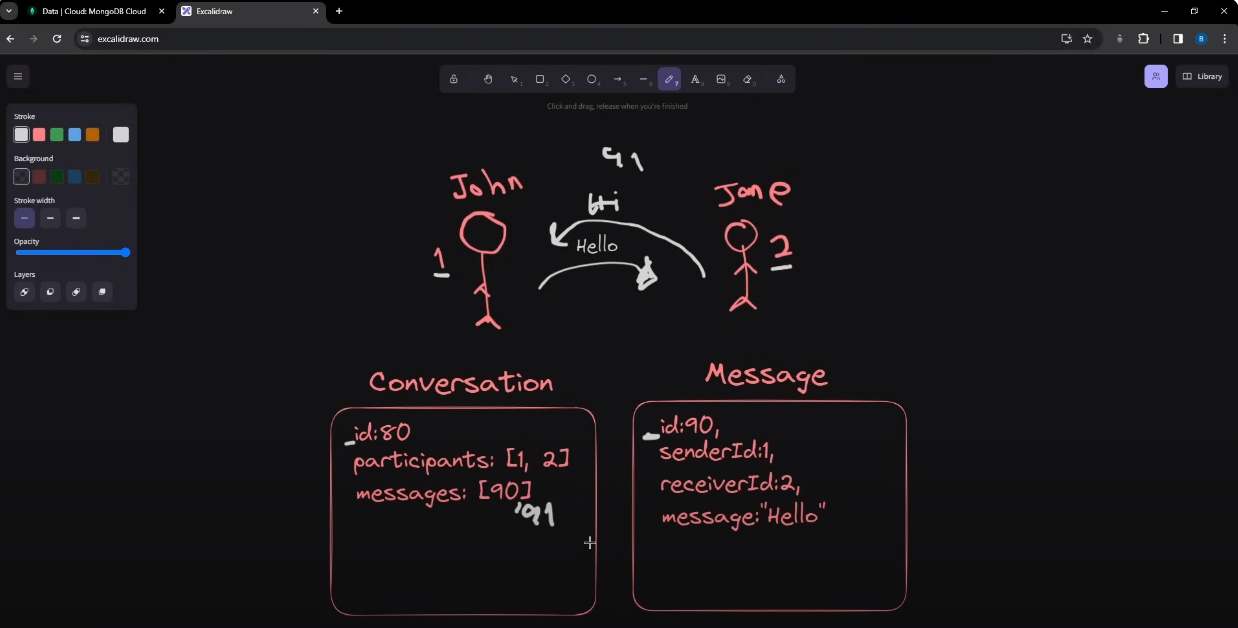 Data | Cloud: MongoDB Cloud
Excalidraw
excalidraw.com
B
Library
Click and drag, release when you're finished
Stroke
Background
Stroke width
Opacity
Layers
91
John
Jane
Hello
1
2
Conversation
_id:80
participants: [1, 2]
messages: [90]
,91
Message
_id:90,
senderId:1,
receiverId:2,
message:"Hello"